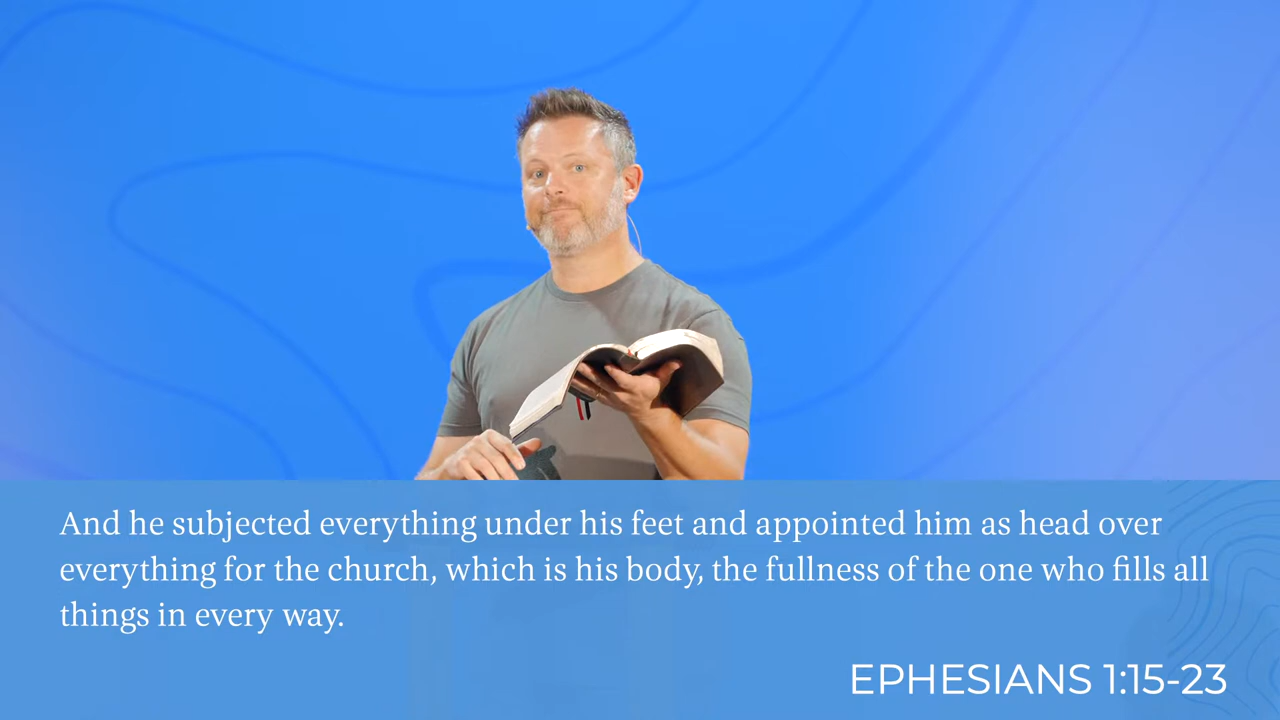 And he subjected everything under his feet and appointed him as head over
everything for the church, which is his body, the fullness of the one who fills all
things in every way.
EPHESIANS 1:15-23